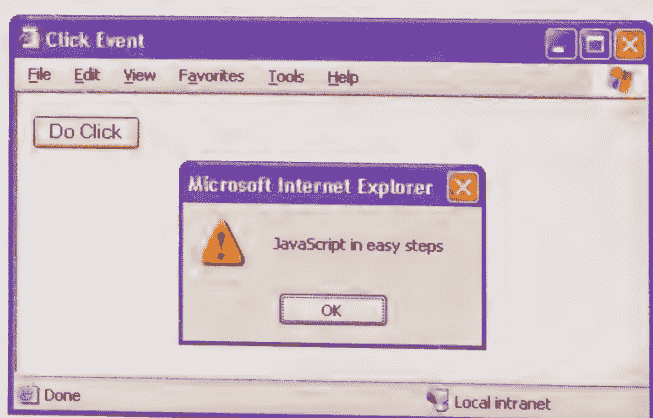 Click Event
File Edit View Favorites Tools Help
Do Click
Microsoft Internet Explorer
JavaScript in easy steps
OK
Done
Local intranet